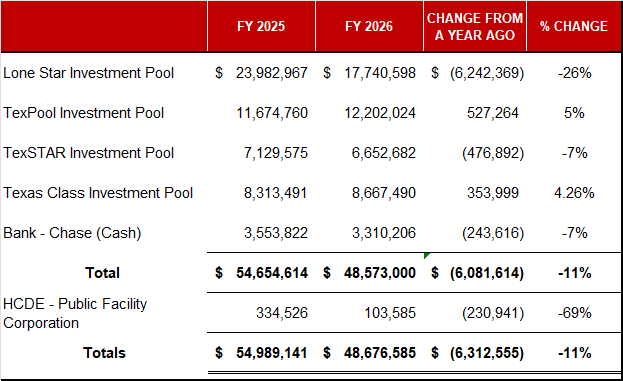 FY 2025 FY 2026 CHANGE FROM A YEAR AGO % CHANGE
Lone Star Investment Pool $ 23,982,967 $ 17,740,598 $ (6,242,369) -26%
TexPool Investment Pool 11,674,760 12,202,024 527,264 5%
TexSTAR Investment Pool 7,129,575 6,652,682 (476,892) -7%
Texas Class Investment Pool 8,313,491 8,667,490 353,999 4.26%
Bank - Chase (Cash) 3,553,822 3,310,206 (243,616) -7%
Total $ 54,654,614 $ 48,573,000 $ (6,081,614) -11%
HCDE - Public Facility Corporation 334,526 103,585 (230,941) -69%
Totals $ 54,989,141 $ 48,676,585 $ (6,312,555) -11%